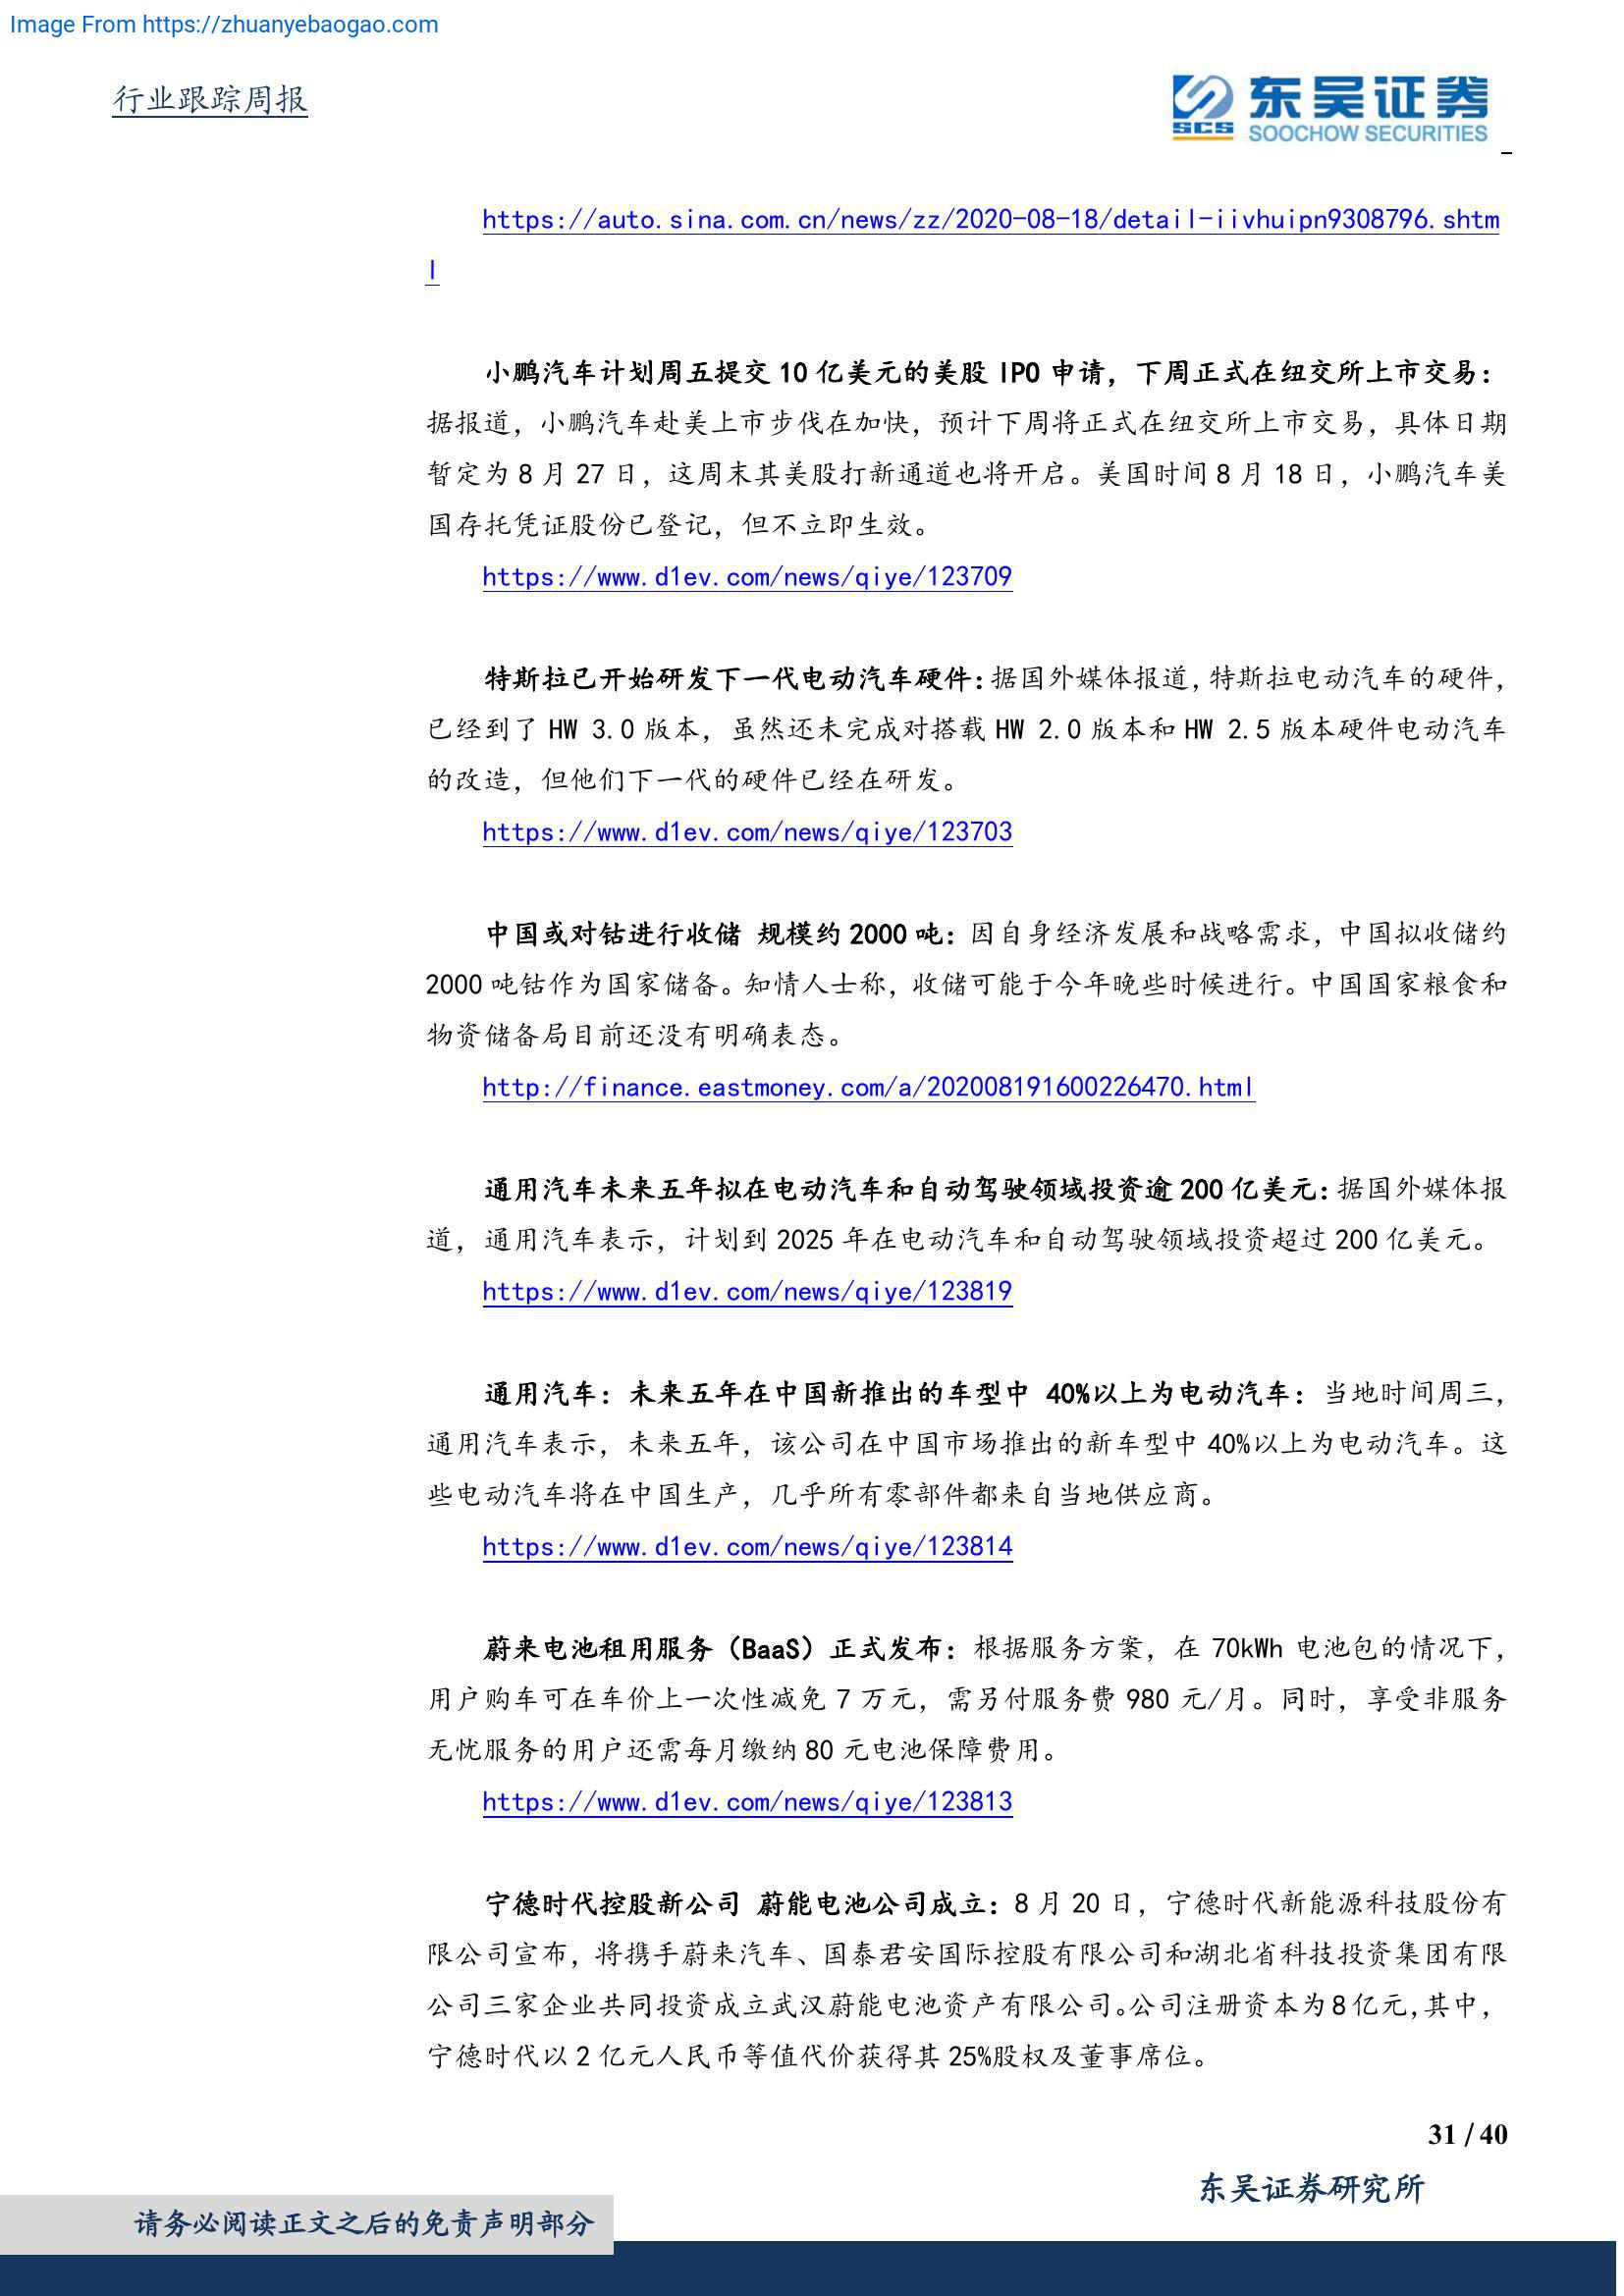 Image From https://zhuanyebaogao.com
行业跟踪周报
东吴证券
SCS
SOOCHOW SECURITIES
https://auto.sina.com.cn/news/zz/2020-08-18/detail-iivhuipn9308796.shtm
l
小鹏汽车计划周五提交 10 亿美元的美股 IPO 申请，下周正式在纽交所上市交易：
据报道，小鹏汽车赴美上市步伐在加快，预计下周将正式在纽交所上市交易，具体日期
暂定为 8 月 27 日，这周末其美股打新通道也将开启。美国时间 8 月 18 日，小鹏汽车美
国存托凭证股份已登记，但不立即生效。
https://www.d1ev.com/news/qiye/123709
特斯拉已开始研发下一代电动汽车硬件：据国外媒体报道，特斯拉电动汽车的硬件，
已经到了 HW 3.0 版本，虽然还未完成对搭载 HW 2.0 版本和 HW 2.5 版本硬件电动汽车
的改造，但他们下一代的硬件已经在研发。
https://www.d1ev.com/news/qiye/123703
中国或对钴进行收储 规模约 2000 吨：因自身经济发展和战略需求，中国拟收储约
2000 吨钴作为国家储备。知情人士称，收储可能于今年晚些时候进行。中国国家粮食和
物资储备局目前还没有明确表态。
http://finance.eastmoney.com/a/202008191600226470.html
通用汽车未来五年拟在电动汽车和自动驾驶领域投资逾 200 亿美元：据国外媒体报
道，通用汽车表示，计划到 2025 年在电动汽车和自动驾驶领域投资超过 200 亿美元。
https://www.d1ev.com/news/qiye/123819
通用汽车：未来五年在中国新推出的车型中 40%以上为电动汽车：当地时间周三，
通用汽车表示，未来五年，该公司在中国市场推出的新车型中 40%以上为电动汽车。这
些电动汽车将在中国生产，几乎所有零部件都来自当地供应商。
https://www.d1ev.com/news/qiye/123814
蔚来电池租用服务（BaaS）正式发布：根据服务方案，在 70kWh 电池包的情况下，
用户购车可在车价上一次性减免 7 万元，需另付服务费 980 元/月。同时，享受非服务
无忧服务的用户还需每月缴纳 80 元电池保障费用。
https://www.d1ev.com/news/qiye/123813
宁德时代控股新公司 蔚能电池公司成立：8 月 20 日，宁德时代新能源科技股份有
限公司宣布，将携手蔚来汽车、国泰君安国际控股有限公司和湖北省科技投资集团有限
公司三家企业共同投资成立武汉蔚能电池资产有限公司。公司注册资本为 8 亿元，其中，
宁德时代以 2 亿元人民币等值代价获得其 25%股权及董事席位。
31 / 40
东吴证券研究所
请务必阅读正文之后的免责声明部分